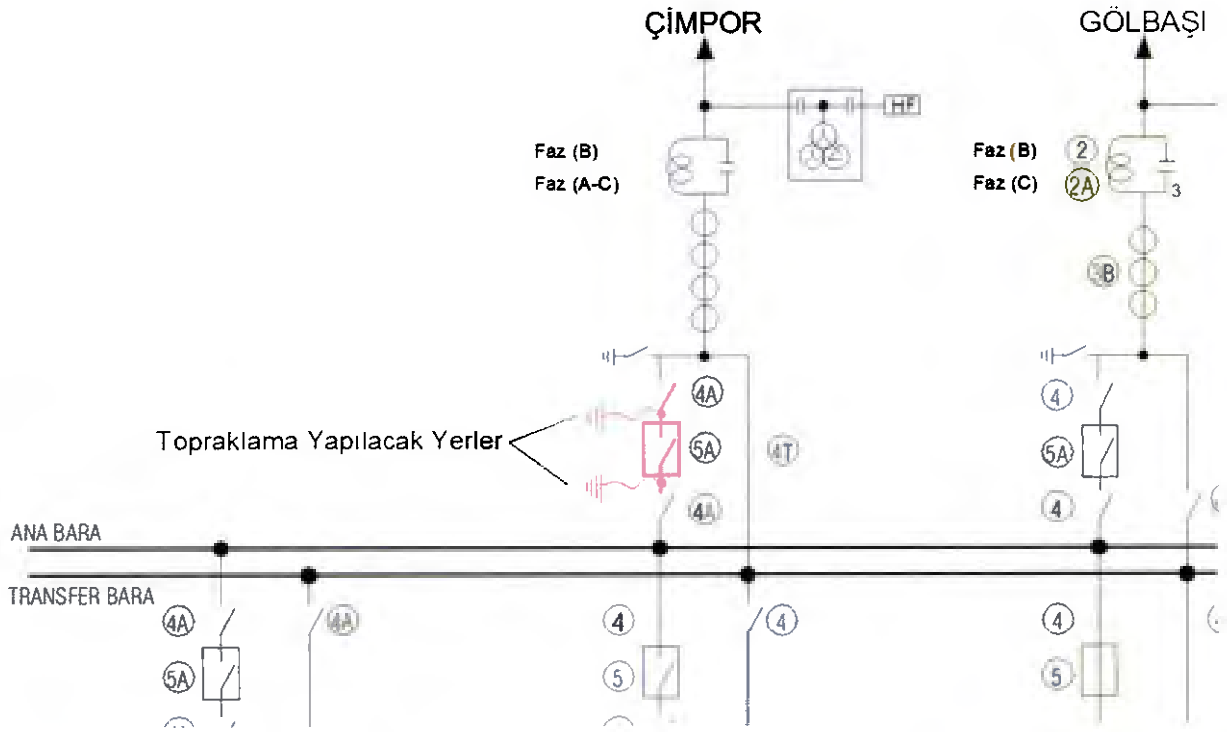 ÇİMPOR
GÖLBAŞI
HF
Faz (B)
Faz (A-C)
Faz (B) 2
Faz (C) 2A 3
3B
4A
4
Topraklama Yapılacak Yerler
5A
4T
5A
4A
4
ANA BARA
TRANSFER BARA
4A
4A
4
4
4
5A
5
5